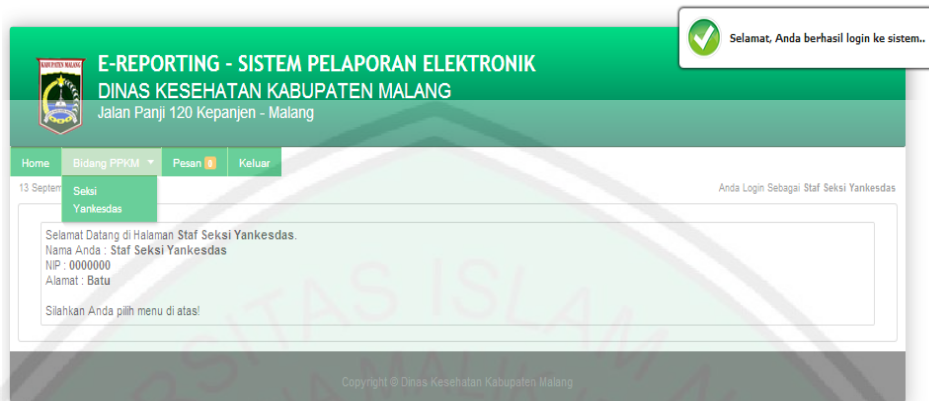 Selamat, Anda berhasil login ke sistem..
KABUPATEN MALANG
E-REPORTING - SISTEM PELAPORAN ELEKTRONIK
DINAS KESEHATAN KABUPATEN MALANG
Jalan Panji 120 Kepanjen - Malang
Home Bidang PPKM Pesan Keluar
13 Septem Anda Login Sebagai Staf Seksi Yankesdas
Seksi
Yankesdas
Selamat Datang di Halaman Staf Seksi Yankesdas.
Nama Anda : Staf Seksi Yankesdas
NIP : 0000000
Alamat : Batu
Silahkan Anda pilih menu di atas!
SITAS ISLAM
Copyright © Dinas Kesehatan Kabupaten Malang